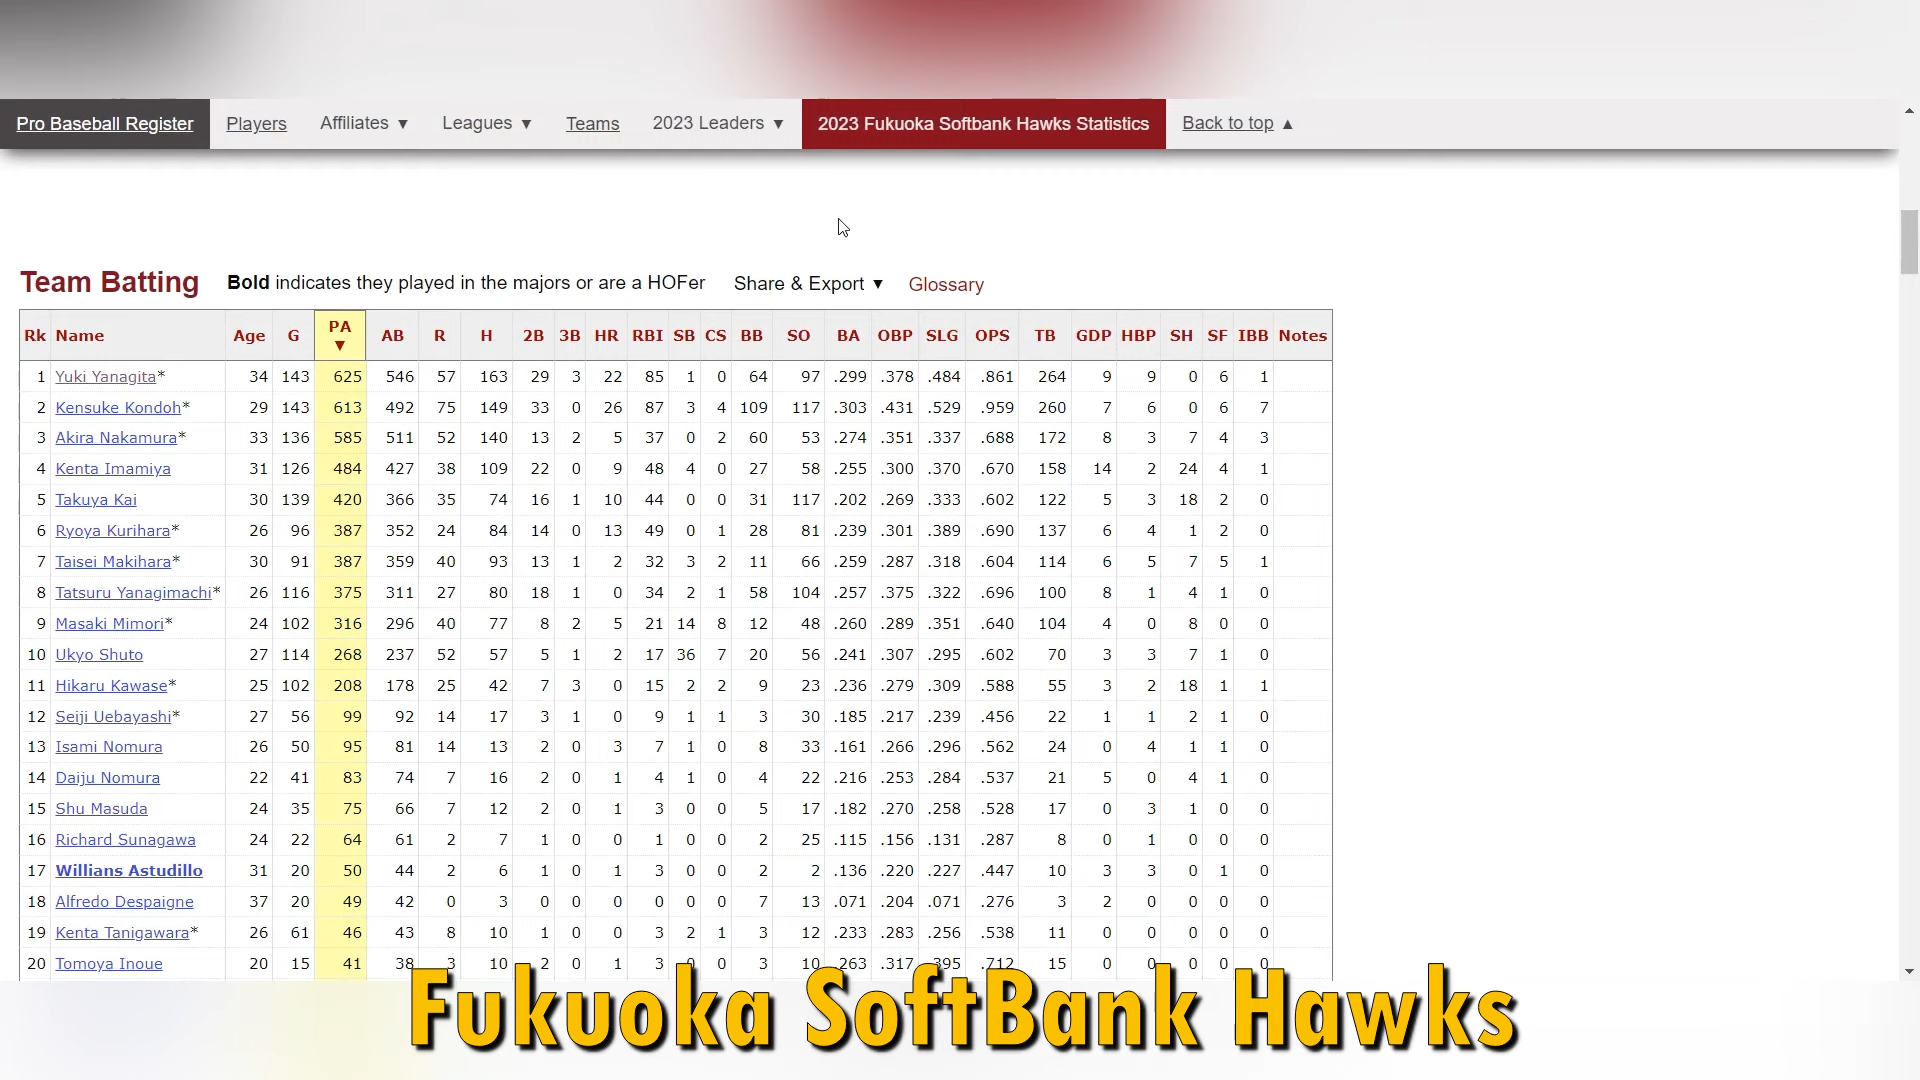 Pro Baseball Register Players Affiliates ▼ Leagues ▼ Teams 2023 Leaders ▼ 2023 Fukuoka Softbank Hawks Statistics Back to top ▲
Team Batting Bold indicates they played in the majors or are a HOFer Share & Export ▼ Glossary
Rk Name Age G PA ▼ AB R H 2B 3B HR RBI SB CS BB SO BA OBP SLG OPS TB GDP HBP SH SF IBB Notes
1 Yuki Yanagita* 34 143 625 546 57 163 29 3 22 85 1 0 64 97 .299 .378 .484 .861 264 9 9 0 6 1
2 Kensuke Kondoh* 29 143 613 492 75 149 33 0 26 87 3 4 109 117 .303 .431 .529 .959 260 7 6 0 6 7
3 Akira Nakamura* 33 136 585 511 52 140 13 2 5 37 0 2 60 53 .274 .351 .337 .688 172 8 3 7 4 3
4 Kenta Imamiya 31 126 484 427 38 109 22 0 9 48 4 0 27 58 .255 .300 .370 .670 158 14 2 24 4 1
5 Takuya Kai 30 139 420 366 35 74 16 1 10 44 0 0 31 117 .202 .269 .333 .602 122 5 3 18 2 0
6 Ryoya Kurihara* 26 96 387 352 24 84 14 0 13 49 0 1 28 81 .239 .301 .389 .690 137 6 4 1 2 0
7 Taisei Makihara* 30 91 387 359 40 93 13 1 2 32 3 2 11 66 .259 .287 .318 .604 114 6 5 7 5 1
8 Tatsuru Yanagimachi* 26 116 375 311 27 80 18 1 0 34 2 1 58 104 .257 .375 .322 .696 100 8 1 4 1 0
9 Masaki Mimori* 24 102 316 296 40 77 8 2 5 21 14 8 12 48 .260 .289 .351 .640 104 4 0 8 0 0
10 Ukyo Shuto 27 114 268 237 52 57 5 1 2 17 36 7 20 56 .241 .307 .295 .602 70 3 3 7 1 0
11 Hikaru Kawase* 25 102 208 178 25 42 7 3 0 15 2 2 9 23 .236 .279 .309 .588 55 3 2 18 1 1
12 Seiji Uebayashi* 27 56 99 92 14 17 3 1 0 9 1 1 3 30 .185 .217 .239 .456 22 1 1 2 1 0
13 Isami Nomura 26 50 95 81 14 13 2 0 3 7 1 0 8 33 .161 .266 .296 .562 24 0 4 1 1 0
14 Daiju Nomura 22 41 83 74 7 16 2 0 1 4 1 0 4 22 .216 .253 .284 .537 21 5 0 4 1 0
15 Shu Masuda 24 35 75 66 7 12 2 0 1 3 0 0 5 17 .182 .270 .258 .528 17 0 3 1 0 0
16 Richard Sunagawa 24 22 64 61 2 7 1 0 0 1 0 0 2 25 .115 .156 .131 .287 8 0 1 0 0 0
17 Willians Astudillo 31 20 50 44 2 6 1 0 1 3 0 0 2 2 .136 .220 .227 .447 10 3 3 0 1 0
18 Alfredo Despaigne 37 20 49 42 0 3 0 0 0 0 0 0 7 13 .071 .204 .071 .276 3 2 0 0 0 0
19 Kenta Tanigawara* 26 61 46 43 8 10 1 0 0 3 2 1 3 12 .233 .283 .256 .538 11 0 0 0 0 0
20 Tomoya Inoue 20 15 41 38 3 10 2 0 1 3 0 0 3 10 .263 .317 .395 .712 15 0 0 0 0 0
Fukuoka SoftBank Hawks